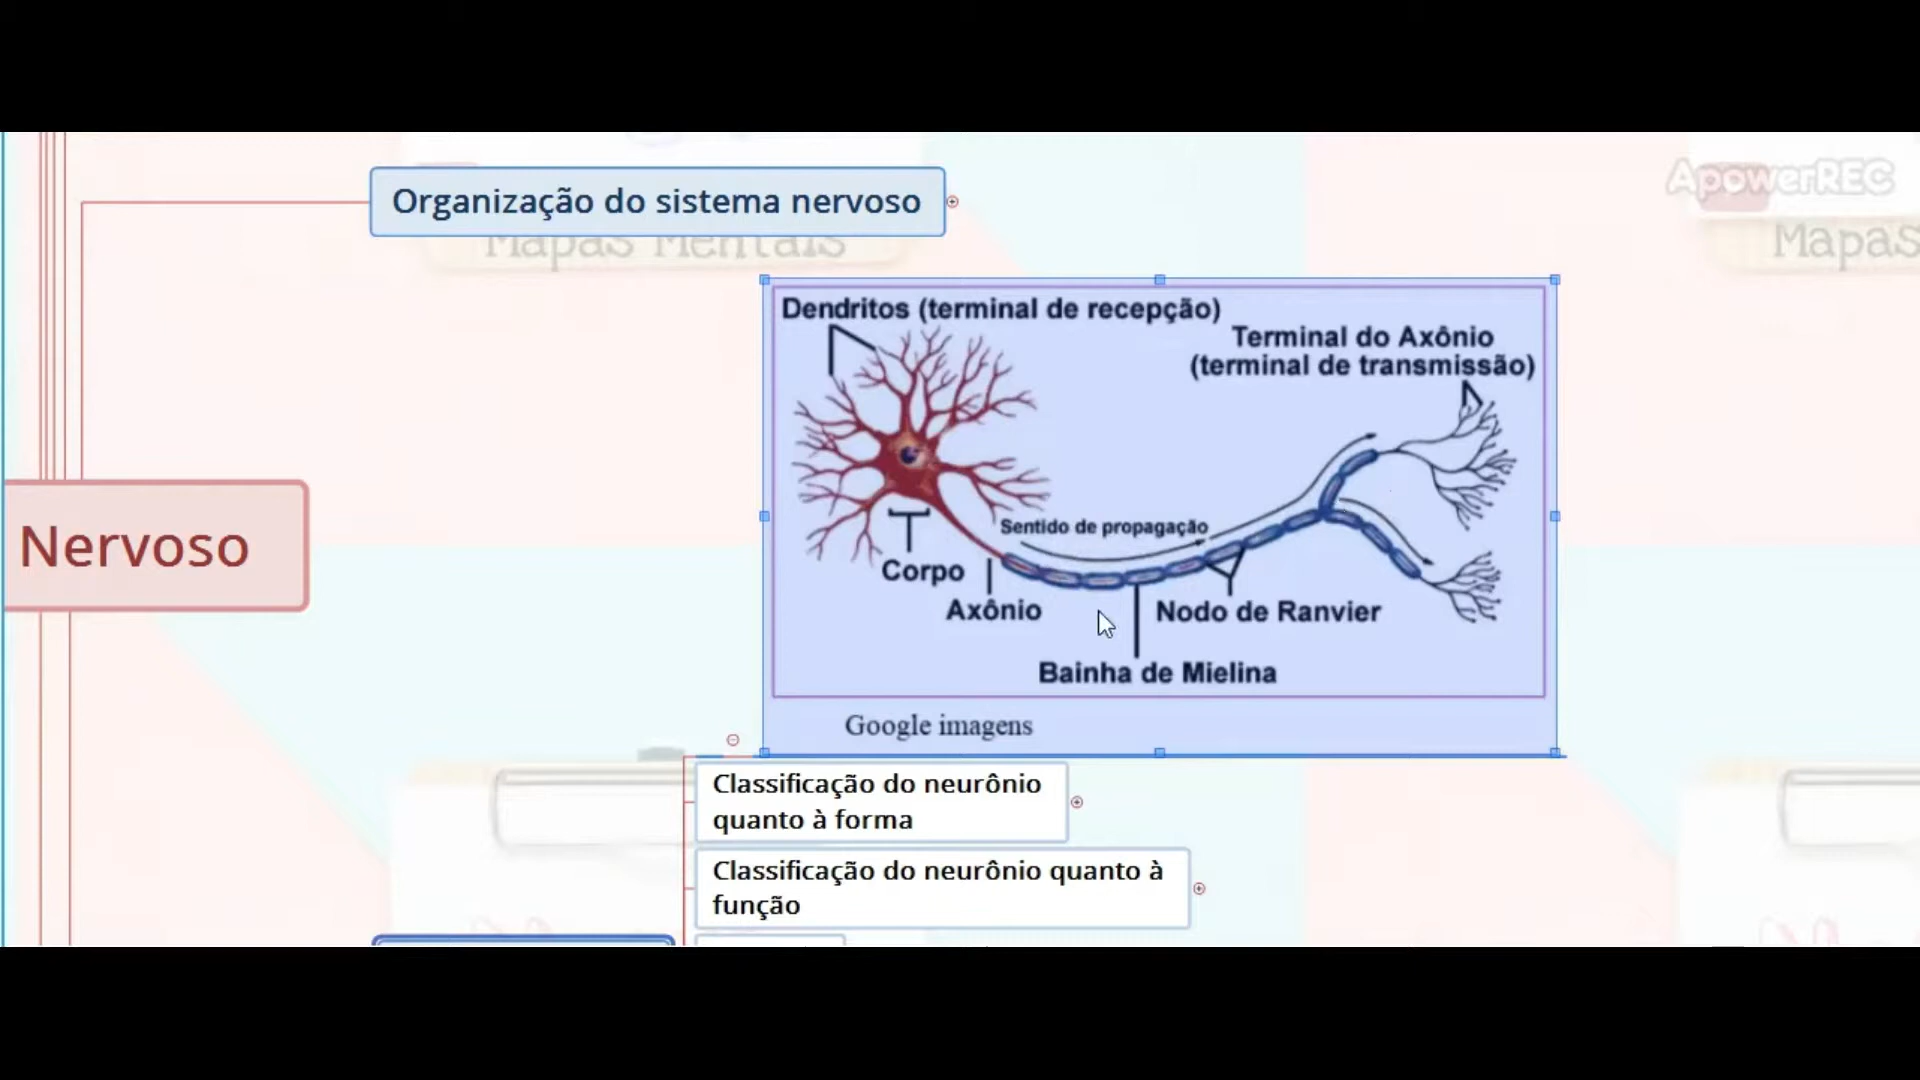 ApowerREC
Organização do sistema nervoso
Mapas Mentais
Mapas
Dendritos (terminal de recepção)
Terminal do Axônio
(terminal de transmissão)
Sentido de propagação
Nervoso
Corpo
Axônio
Nodo de Ranvier
Bainha de Mielina
Google imagens
Classificação do neurônio
quanto à forma
Classificação do neurônio quanto à
função